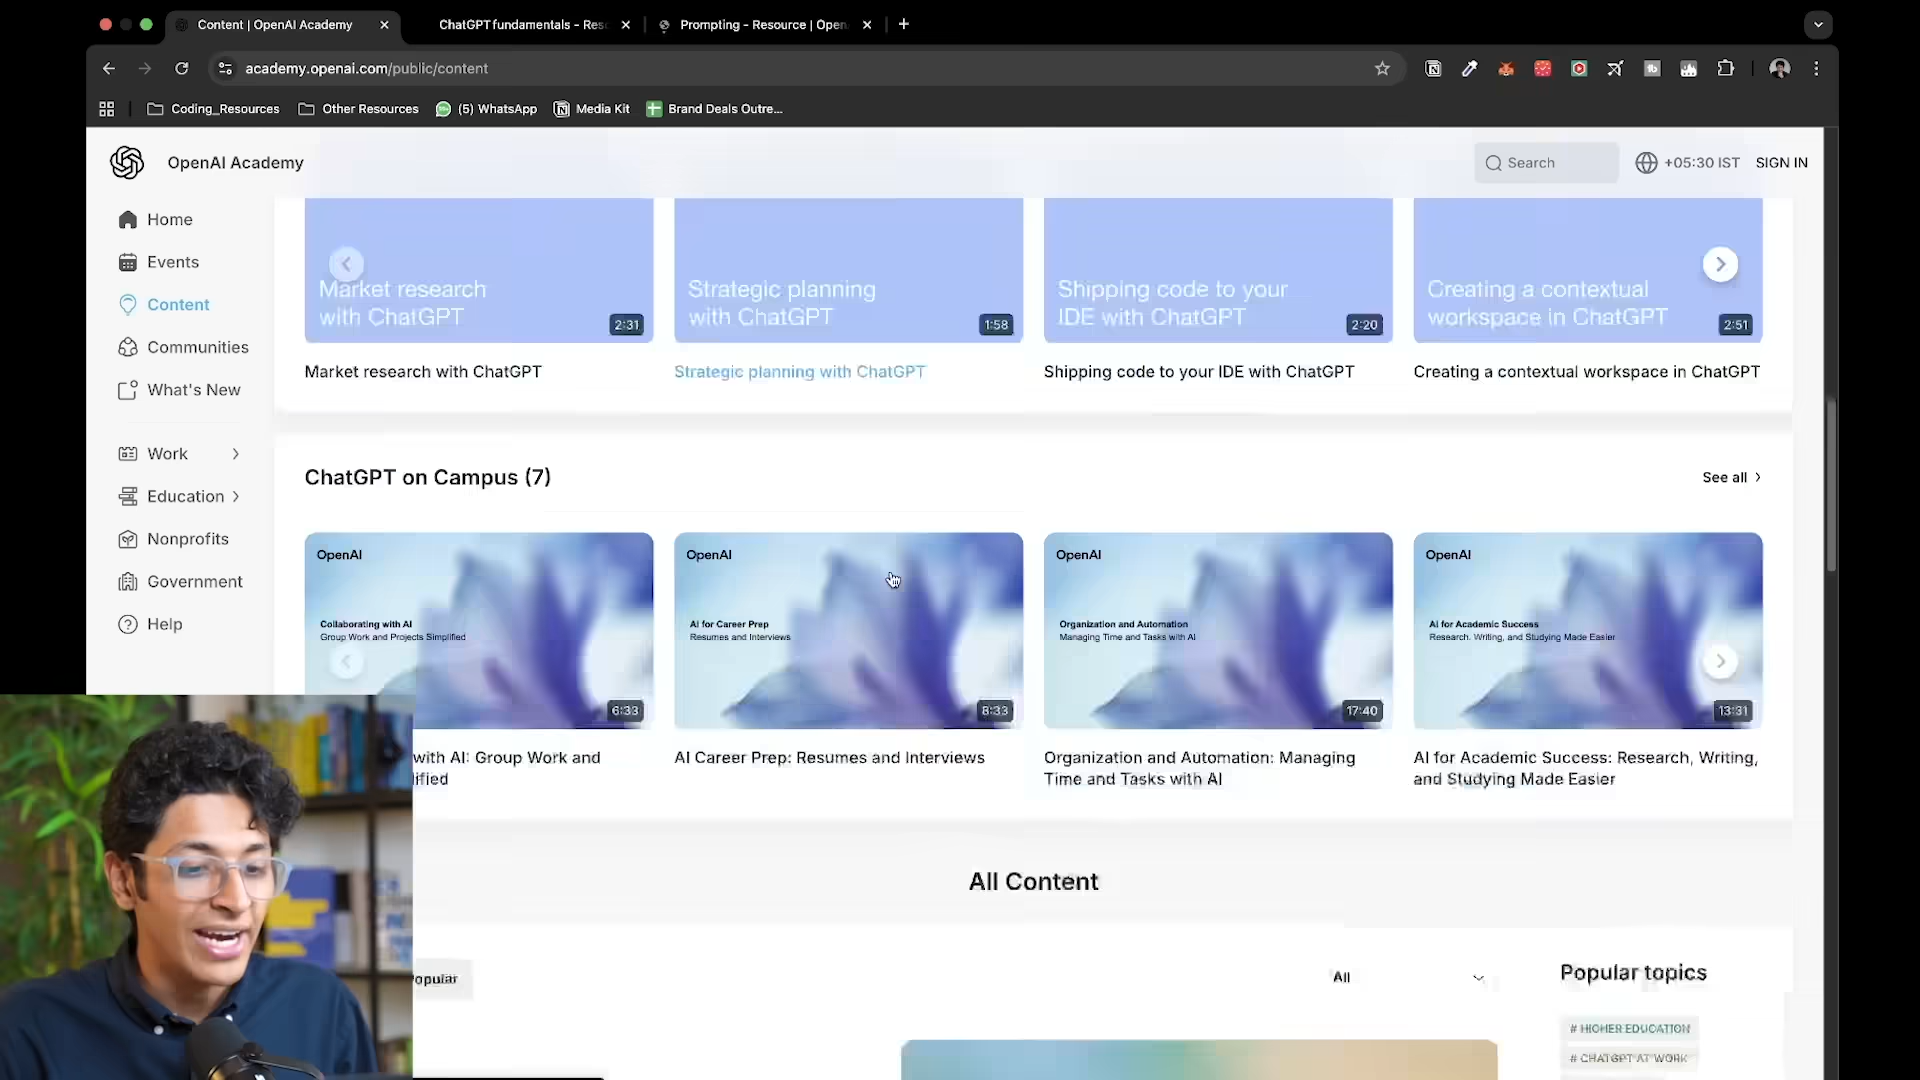 Content | OpenAI Academy
ChatGPT fundamentals - Res
Prompting - Resource | Open
academy.openai.com/public/content
Coding_Resources
Other Resources
(5) WhatsApp
Media Kit
Brand Deals Outre...
OpenAI Academy
Search
+05:30 IST
SIGN IN
Home
Events
Content
Communities
What's New
Work
Education
Nonprofits
Government
Help
Market research
with ChatGPT
2:31
Strategic planning
with ChatGPT
1:58
Shipping code to your
IDE with ChatGPT
2:20
Creating a contextual
workspace in ChatGPT
2:51
Market research with ChatGPT
Strategic planning with ChatGPT
Shipping code to your IDE with ChatGPT
Creating a contextual workspace in ChatGPT
ChatGPT on Campus (7)
See all
OpenAI
Collaborating with AI
Group Work and Projects Simplified
6:33
OpenAI
AI for Career Prep
Resumes and Interviews
8:33
OpenAI
Organization and Automation
Managing Time and Tasks with AI
17:40
OpenAI
AI for Academic Success
Research, Writing, and Studying Made Easier
13:31
with AI: Group Work and
ified
AI Career Prep: Resumes and Interviews
Organization and Automation: Managing
Time and Tasks with AI
AI for Academic Success: Research, Writing,
and Studying Made Easier
All Content
opular
All
Popular topics
# HIGHER EDUCATION
# CHATGPT AT WORK